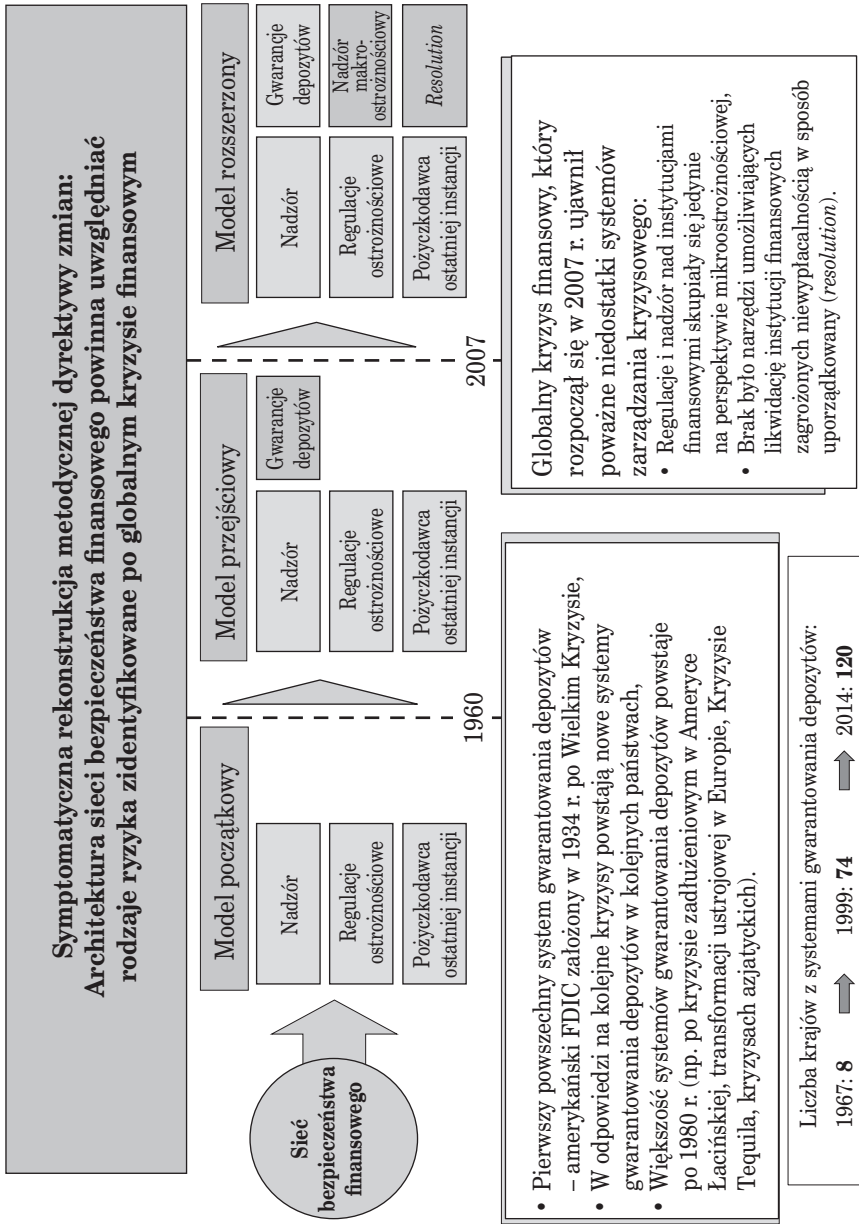 Symptomatyczna rekonstrukcja metodycznej dyrektywy zmian:
Architektura sieci bezpieczeństwa finansowego powinna uwzględniać
rodzaje ryzyka zidentyfikowane po globalnym kryzysie finansowym
Sieć
bezpieczeństwa
finansowego
Model początkowy
Nadzór
Regulacje
ostrożnościowe
Pożyczkodawca
ostatniej instancji
1960
Model przejściowy
Nadzór
Gwarancje
depozytów
Regulacje
ostrożnościowe
Pożyczkodawca
ostatniej instancji
2007
Model rozszerzony
Nadzór
Gwarancje
depozytów
Regulacje
ostrożnościowe
Nadzór
makro-
ostrożnościowy
Pożyczkodawca
ostatniej instancji
Resolution
• Pierwszy powszechny system gwarantowania depozytów
– amerykański FDIC założony w 1934 r. po Wielkim Kryzysie,
• W odpowiedzi na kolejne kryzysy powstają nowe systemy
gwarantowania depozytów w kolejnych państwach,
• Większość systemów gwarantowania depozytów powstaje
po 1980 r. (np. po kryzysie zadłużeniowym w Ameryce
Łacińskiej, transformacji ustrojowej w Europie, Kryzysie
Tequila, kryzysach azjatyckich).
Liczba krajów z systemami gwarantowania depozytów:
1967: 8 1999: 74 2014: 120
Globalny kryzys finansowy, który
rozpoczął się w 2007 r. ujawnił
poważne niedostatki systemów
zarządzania kryzysowego:
• Regulacje i nadzór nad instytucjami
finansowymi skupiały się jedynie
na perspektywie mikroostrożnościowej,
• Brak było narzędzi umożliwiających
likwidację instytucji finansowych
zagrożonych niewypłacalnością w sposób
uporządkowany (resolution).